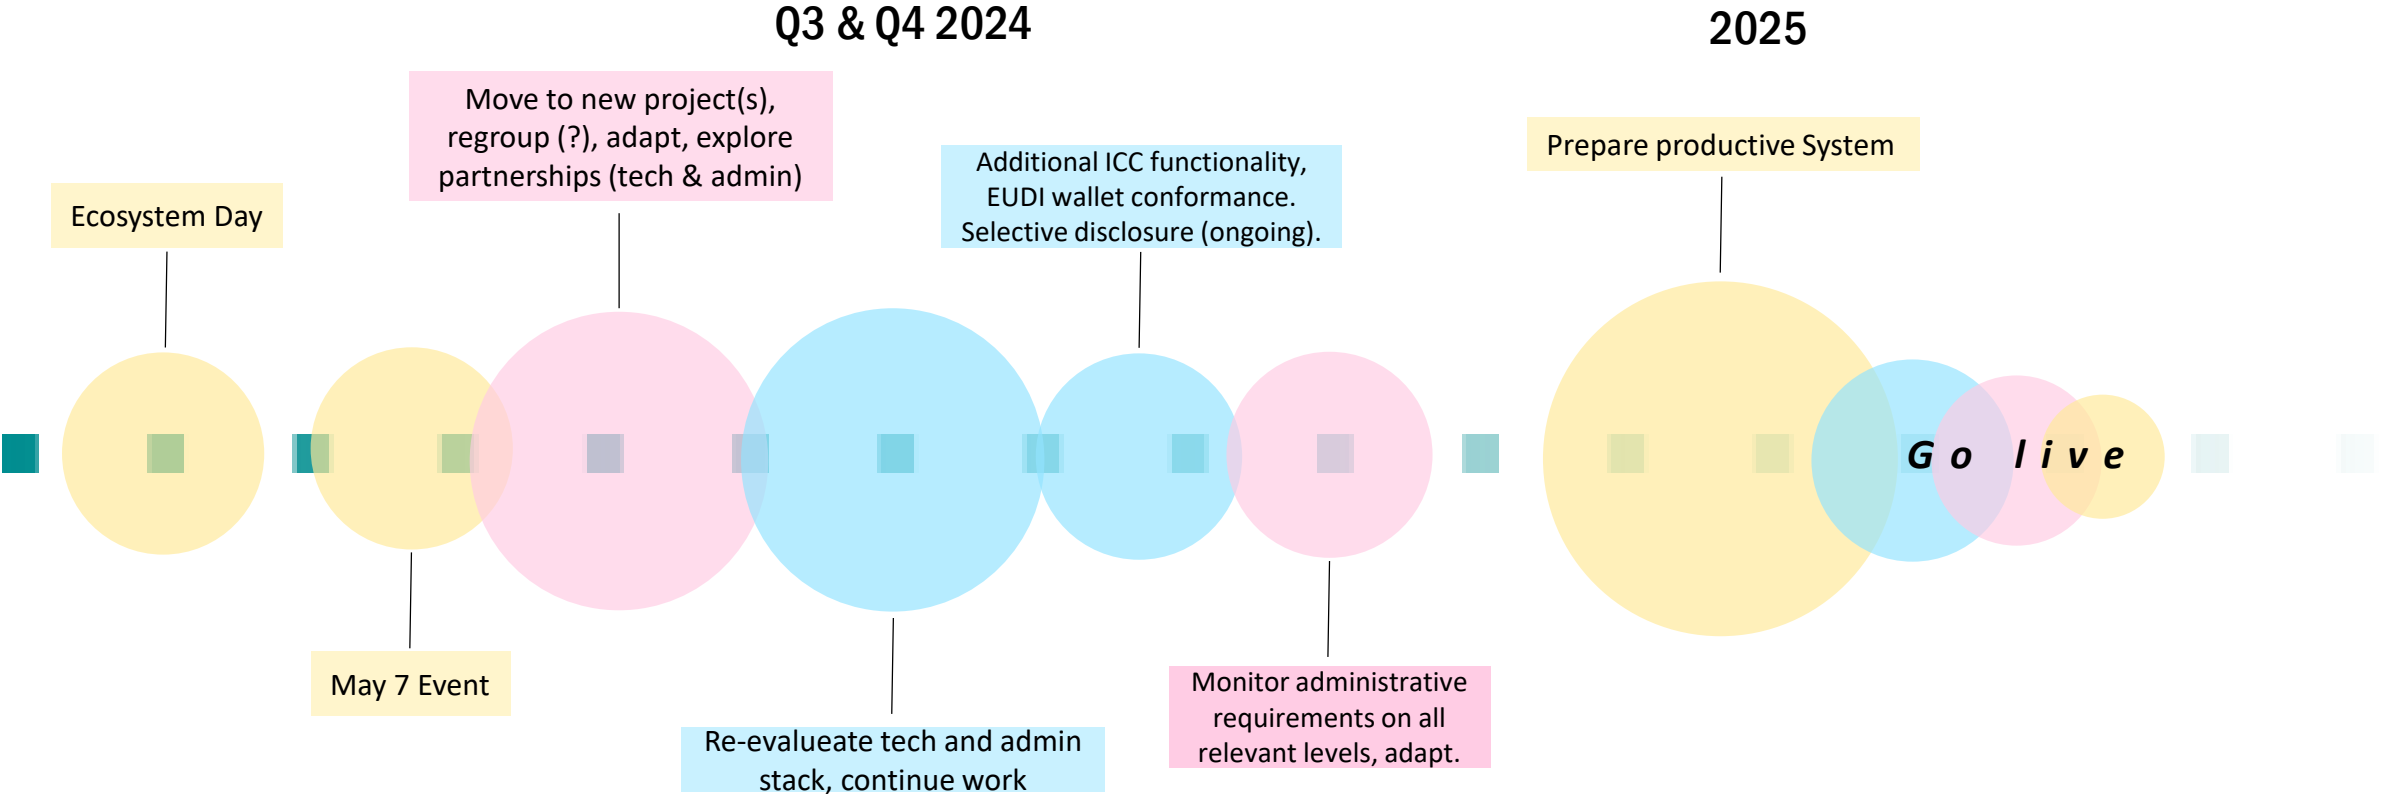 Q3 & Q4 2024
2025
Move to new project(s),
regroup (?), adapt, explore
partnerships (tech & admin)
Prepare productive System
Additional ICC functionality,
EUDI wallet conformance.
Selective disclosure (ongoing).
Ecosystem Day
Go live
May 7 Event
Monitor administrative
requirements on all
relevant levels, adapt.
Re-evalueate tech and admin
stack, continue work